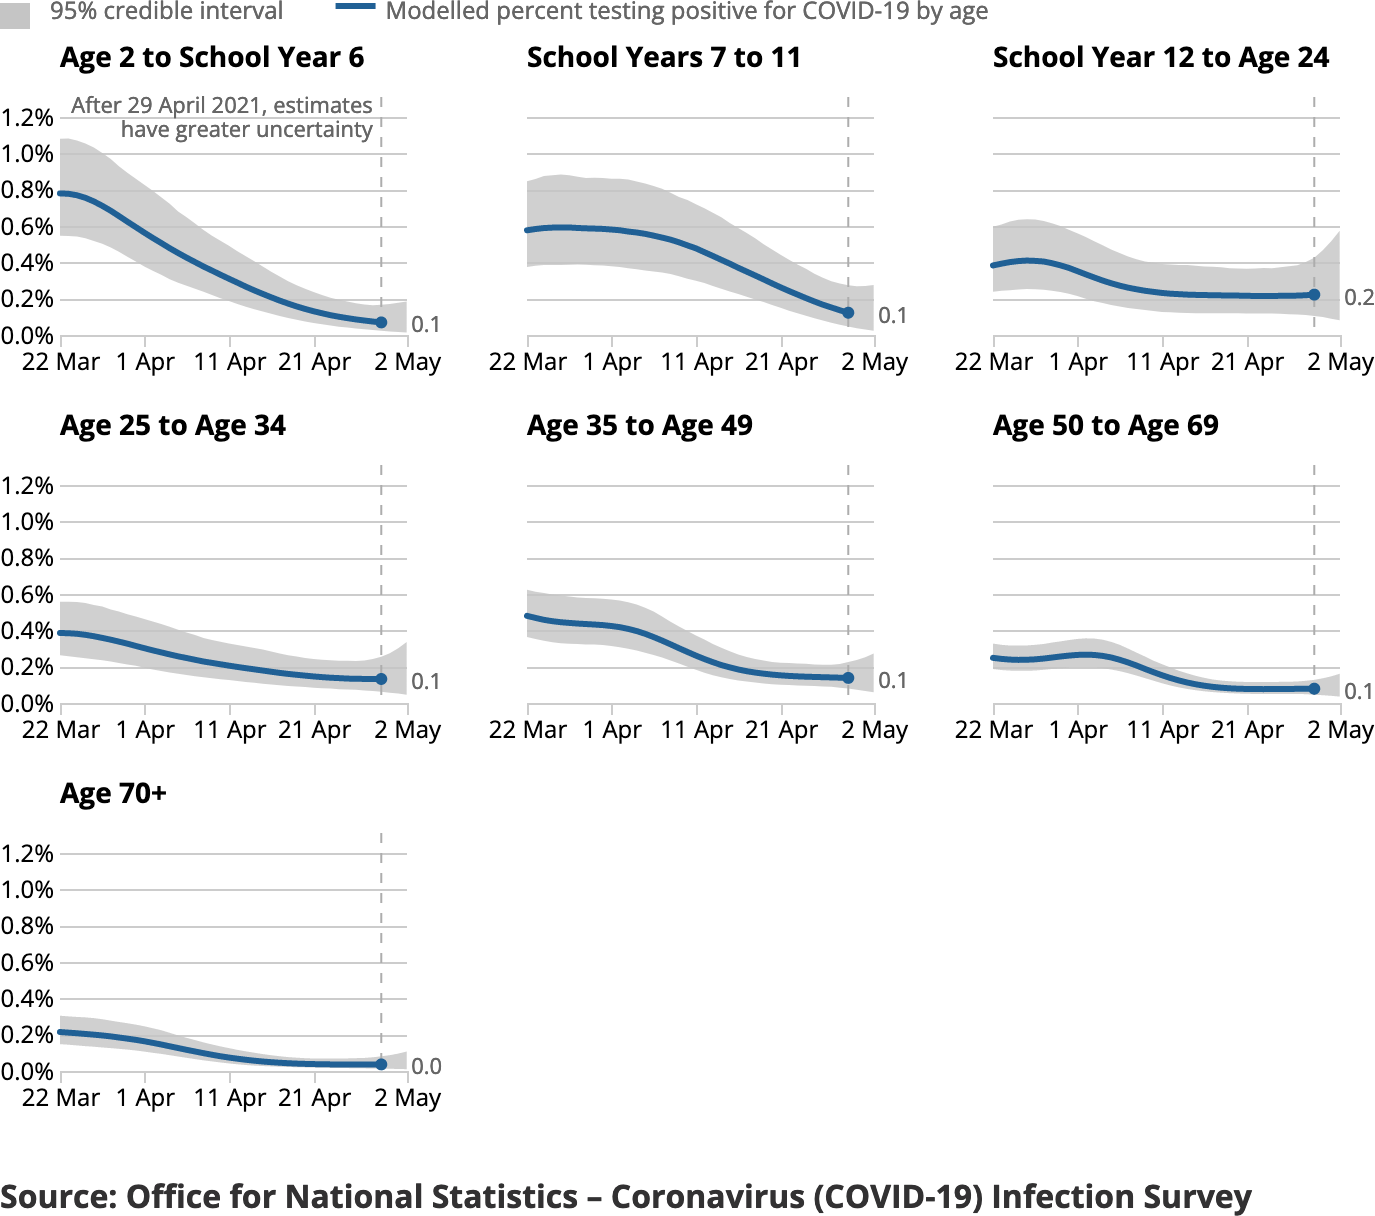 95% credible interval Modelled percent testing positive for COVID-19 by age
Age 2 to School Year 6
After 29 April 2021, estimates
have greater uncertainty
1.2%
1.0%
0.8%
0.6%
0.4%
0.2%
0.0%
0.1
22 Mar 1 Apr 11 Apr 21 Apr 2 May
School Years 7 to 11
0.1
22 Mar 1 Apr 11 Apr 21 Apr 2 May
School Year 12 to Age 24
0.2
22 Mar 1 Apr 11 Apr 21 Apr 2 May
Age 25 to Age 34
1.2%
1.0%
0.8%
0.6%
0.4%
0.2%
0.0%
0.1
22 Mar 1 Apr 11 Apr 21 Apr 2 May
Age 35 to Age 49
0.1
22 Mar 1 Apr 11 Apr 21 Apr 2 May
Age 50 to Age 69
0.1
22 Mar 1 Apr 11 Apr 21 Apr 2 May
Age 70+
1.2%
1.0%
0.8%
0.6%
0.4%
0.2%
0.0%
0.0
22 Mar 1 Apr 11 Apr 21 Apr 2 May
Source: Office for National Statistics – Coronavirus (COVID-19) Infection Survey